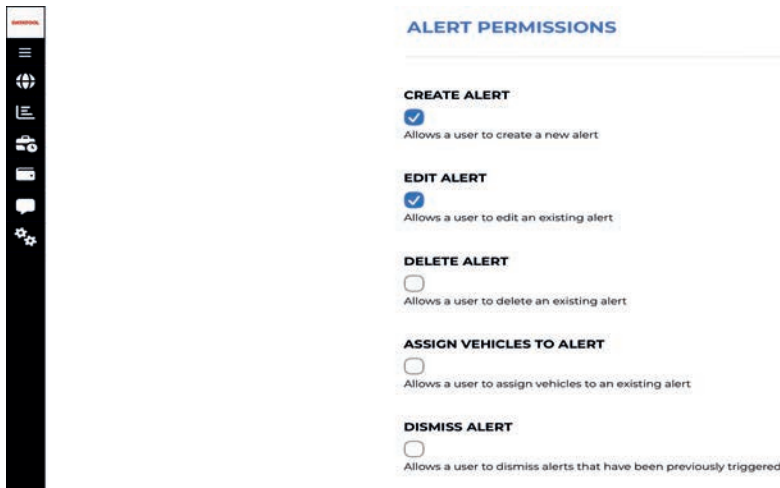 DATATOOL
ALERT PERMISSIONS
CREATE ALERT
Allows a user to create a new alert
EDIT ALERT
Allows a user to edit an existing alert
DELETE ALERT
Allows a user to delete an existing alert
ASSIGN VEHICLES TO ALERT
Allows a user to assign vehicles to an existing alert
DISMISS ALERT
Allows a user to dismiss alerts that have been previously triggered